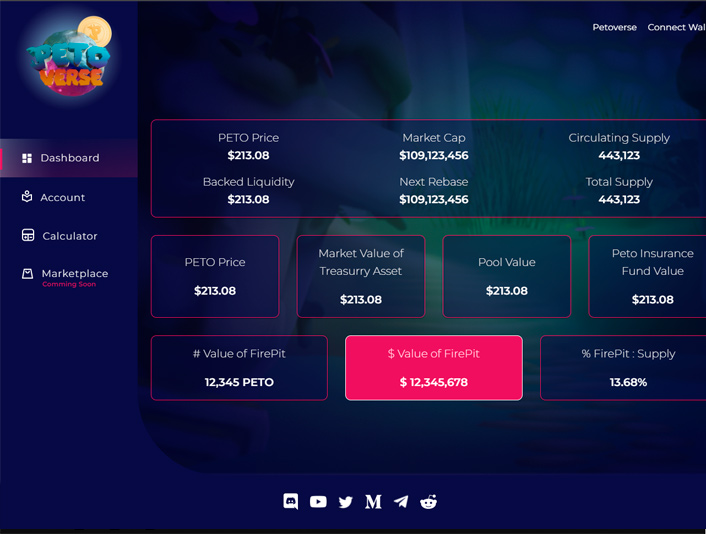 PETO
VERSE
Petoverse Connect Wal
Dashboard
Account
Calculator
Marketplace
Comming Soon
PETO Price Market Cap Circulating Supply
$213.08 $109,123,456 443,123
Backed Liquidity Next Rebase Total Supply
$213.08 $109,123,456 443,123
PETO Price
$213.08
Market Value of
Treasurry Asset
$213.08
Pool Value
$213.08
Peto Insurance
Fund Value
$213.08
# Value of FirePit
12,345 PETO
$ Value of FirePit
$ 12,345,678
% FirePit : Supply
13.68%